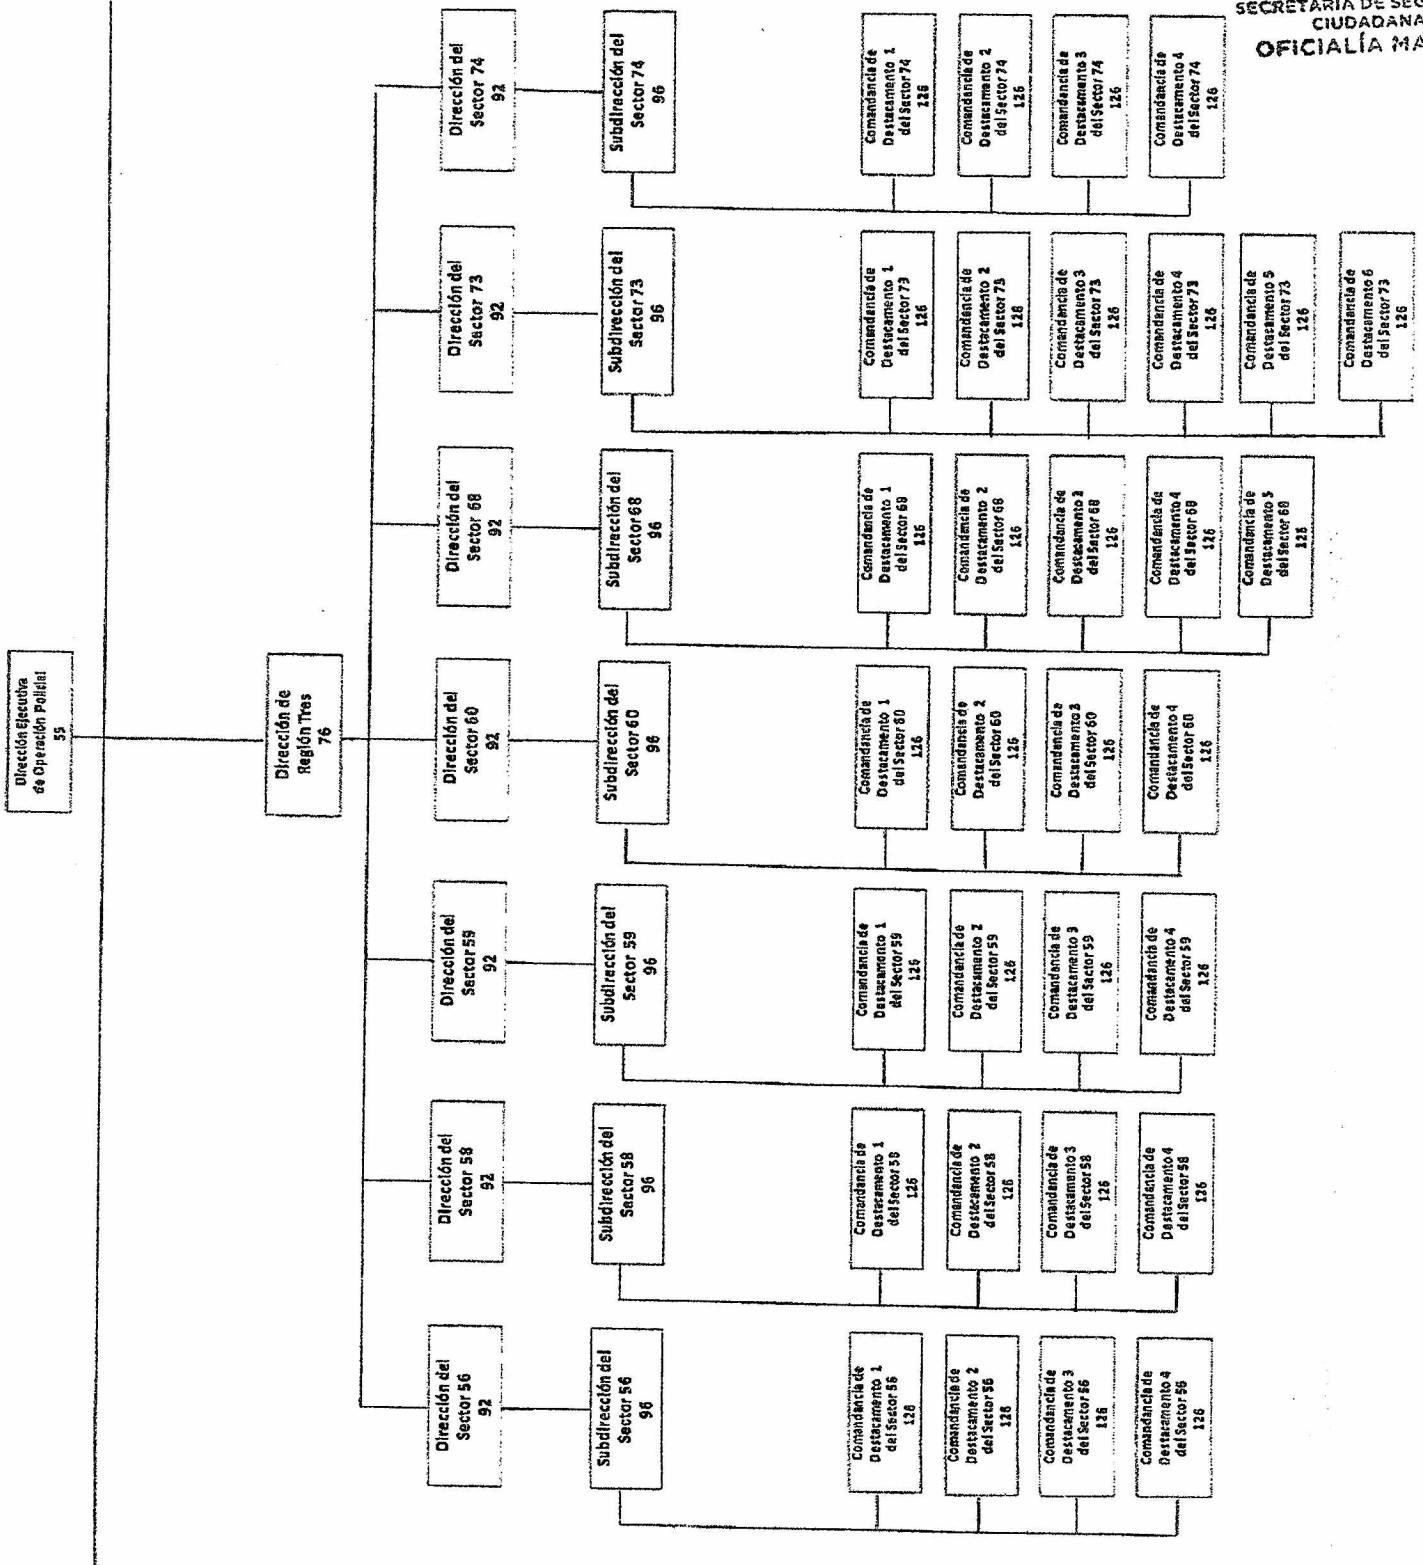 SECRETARÍA DE SEG
CIUDADANA
OFICIALÍA MA
Dirección Ejecutiva
de Operación Policial
55
Dirección de
Región Tres
76
Dirección del
Sector 56
92
Dirección del
Sector 58
92
Dirección del
Sector 59
92
Dirección del
Sector 60
92
Dirección del
Sector 68
92
Dirección del
Sector 73
92
Dirección del
Sector 74
92
Subdirección del
Sector 56
96
Subdirección del
Sector 58
96
Subdirección del
Sector 59
96
Subdirección del
Sector 60
96
Subdirección del
Sector 68
96
Subdirección del
Sector 73
96
Subdirección del
Sector 74
96
Comandancia de
Destacamento 1
del Sector 56
126
Comandancia de
Destacamento 1
del Sector 58
126
Comandancia de
Destacamento 1
del Sector 59
126
Comandancia de
Destacamento 1
del Sector 60
126
Comandancia de
Destacamento 1
del Sector 68
126
Comandancia de
Destacamento 1
del Sector 73
126
Comandancia de
Destacamento 1
del Sector 74
126
Comandancia de
Destacamento 2
del Sector 56
126
Comandancia de
Destacamento 2
del Sector 58
126
Comandancia de
Destacamento 2
del Sector 59
126
Comandancia de
Destacamento 2
del Sector 60
126
Comandancia de
Destacamento 2
del Sector 68
126
Comandancia de
Destacamento 2
del Sector 73
126
Comandancia de
Destacamento 2
del Sector 74
126
Comandancia de
Destacamento 3
del Sector 56
126
Comandancia de
Destacamento 3
del Sector 58
126
Comandancia de
Destacamento 3
del Sector 59
126
Comandancia de
Destacamento 3
del Sector 60
126
Comandancia de
Destacamento 3
del Sector 68
126
Comandancia de
Destacamento 3
del Sector 73
126
Comandancia de
Destacamento 3
del Sector 74
126
Comandancia de
Destacamento 4
del Sector 56
126
Comandancia de
Destacamento 4
del Sector 58
126
Comandancia de
Destacamento 4
del Sector 59
126
Comandancia de
Destacamento 4
del Sector 60
126
Comandancia de
Destacamento 4
del Sector 68
126
Comandancia de
Destacamento 4
del Sector 73
126
Comandancia de
Destacamento 4
del Sector 74
126
Comandancia de
Destacamento 5
del Sector 68
126
Comandancia de
Destacamento 5
del Sector 73
126
Comandancia de
Destacamento 6
del Sector 73
126